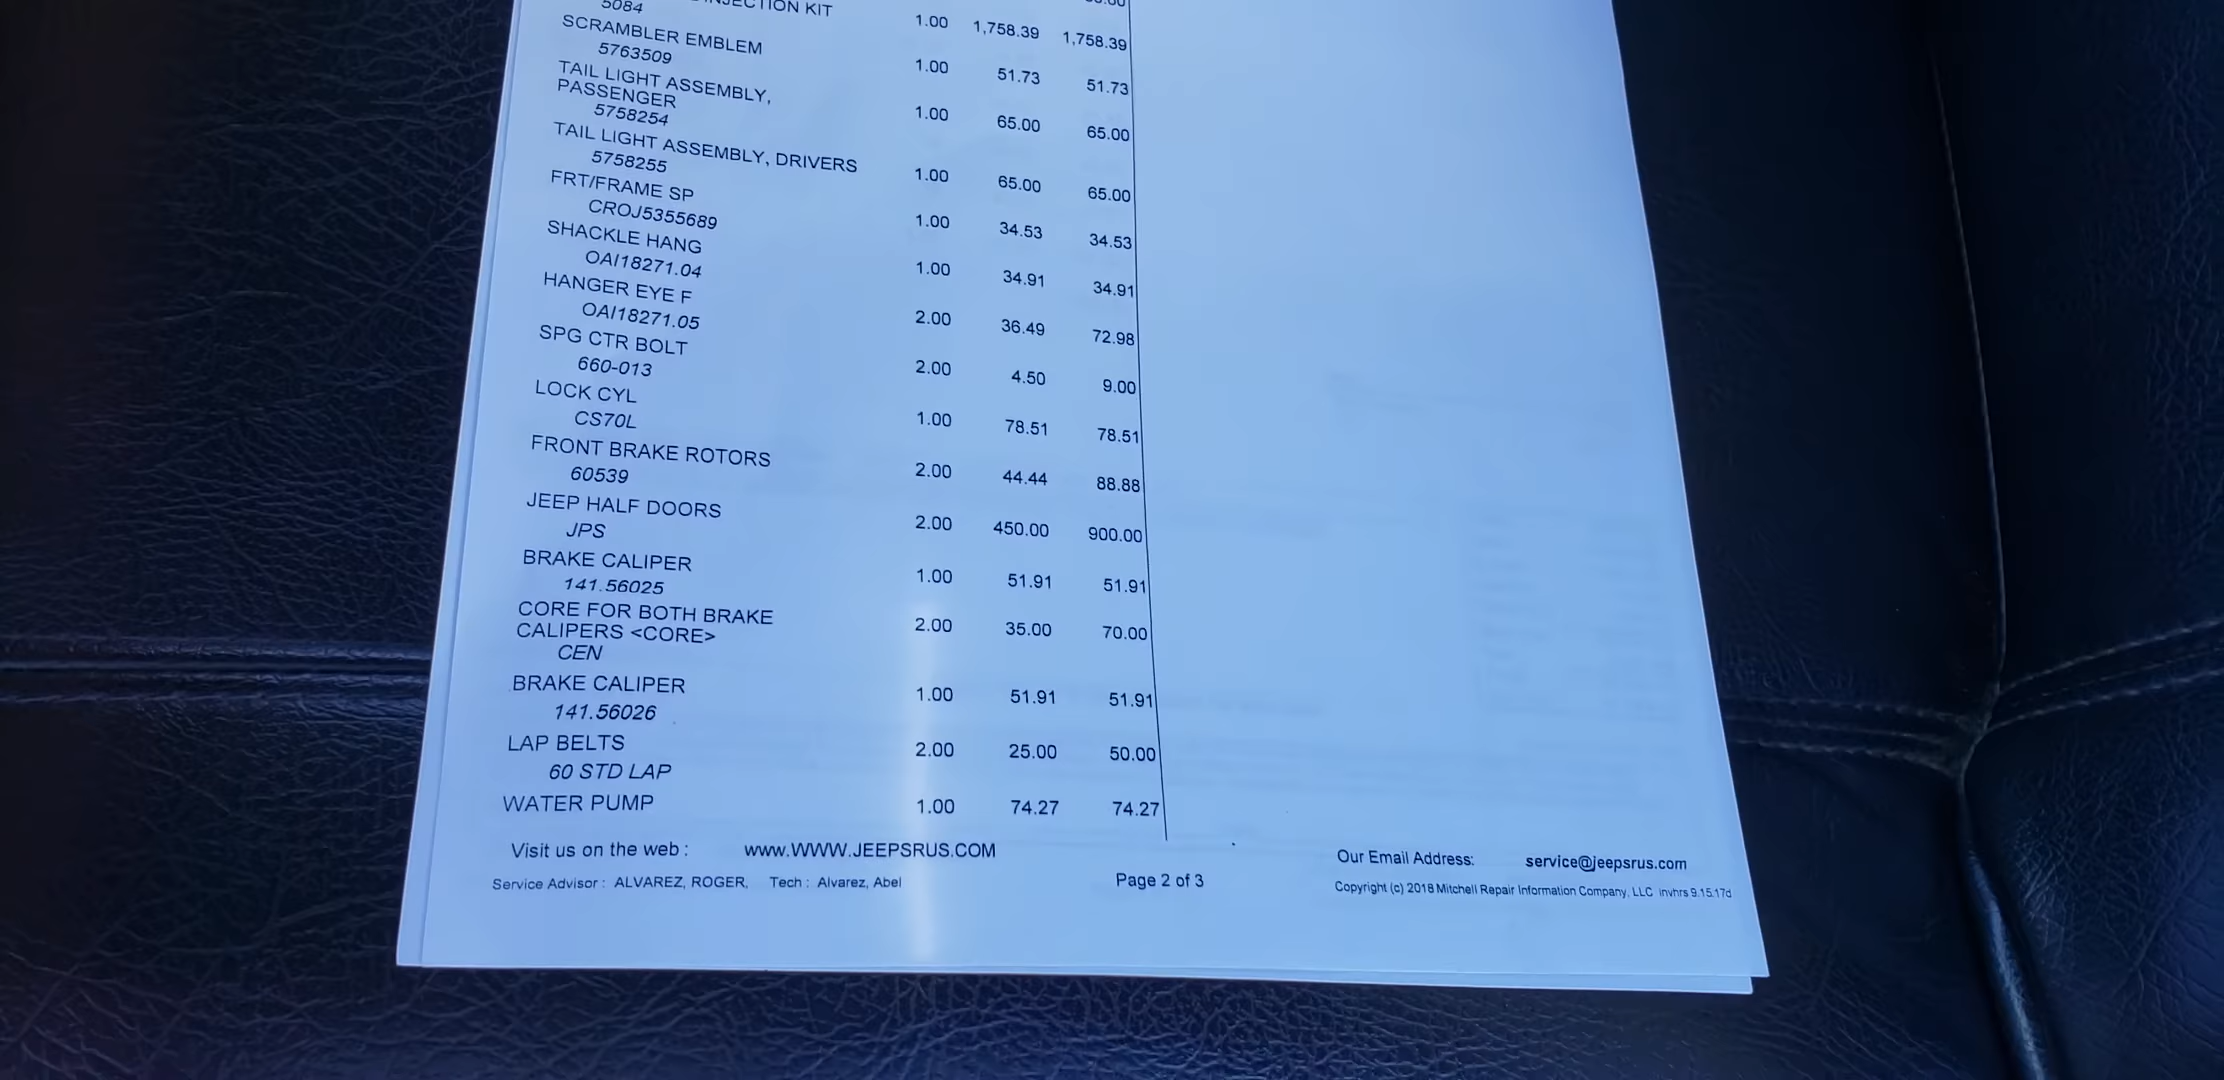 INJECTION KIT 1.00 1,758.39 1,758.39
5084
SCRAMBLER EMBLEM 1.00 51.73 51.73
5763509
TAIL LIGHT ASSEMBLY, 1.00 65.00 65.00
PASSENGER
5758254
TAIL LIGHT ASSEMBLY, DRIVERS 1.00 65.00 65.00
5758255
FRT/FRAME SP 1.00 34.53 34.53
CROJ5355689
SHACKLE HANG 1.00 34.91 34.91
OAI18271.04
HANGER EYE F 2.00 36.49 72.98
OAI18271.05
SPG CTR BOLT 2.00 4.50 9.00
660-013
LOCK CYL 1.00 78.51 78.51
CS70L
FRONT BRAKE ROTORS 2.00 44.44 88.88
60539
JEEP HALF DOORS 2.00 450.00 900.00
JPS
BRAKE CALIPER 1.00 51.91 51.91
141.56025
CORE FOR BOTH BRAKE 2.00 35.00 70.00
CALIPERS <CORE>
CEN
BRAKE CALIPER 1.00 51.91 51.91
141.56026
LAP BELTS 2.00 25.00 50.00
60 STD LAP
WATER PUMP 1.00 74.27 74.27
Visit us on the web : www.WWW.JEEPSRUS.COM Our Email Address: service@jeepsrus.com
Service Advisor : ALVAREZ, ROGER, Tech : Alvarez, Abel Page 2 of 3 Copyright (c) 2018 Mitchell Repair Information Company, LLC invhrs 9.15.17d